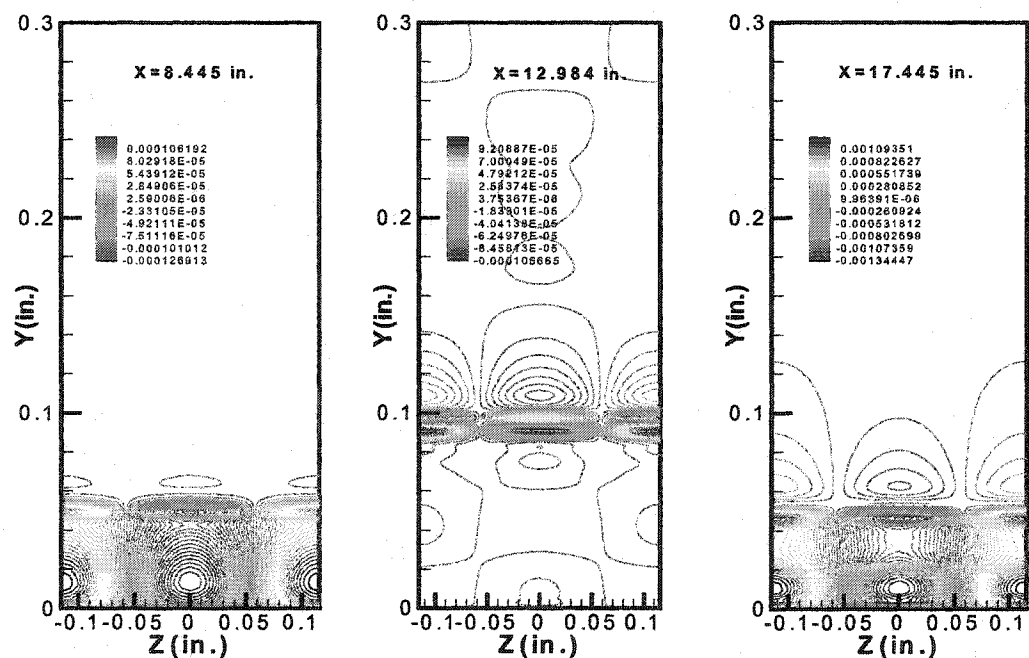 0.3
X=8.445 in.
0.000106192
8.02918E-05
5.43912E-05
2.84906E-05
2.59006E-06
-2.33105E-05
-4.92111E-05
-7.51116E-05
-0.000101012
-0.000126913
0.2
Y(in.)
0.1
0
-0.1 -0.05 0 0.05 0.1
Z(in.)
0.3
X=12.984 in.
9.20887E-05
7.00049E-05
4.79212E-05
2.58374E-05
3.75367E-06
-1.83301E-05
-4.04138E-05
-6.24976E-05
-8.45813E-05
-0.000106665
0.2
Y(in.)
0.1
0
-0.1 -0.05 0 0.05 0.1
Z(in.)
0.3
X=17.445 in.
0.00109351
0.000822627
0.000551739
0.000280852
9.96391E-06
-0.000260924
-0.000531812
-0.000802699
-0.00107359
-0.00134447
0.2
Y(in.)
0.1
0
-0.1 -0.05 0 0.05 0.1
Z(in.)